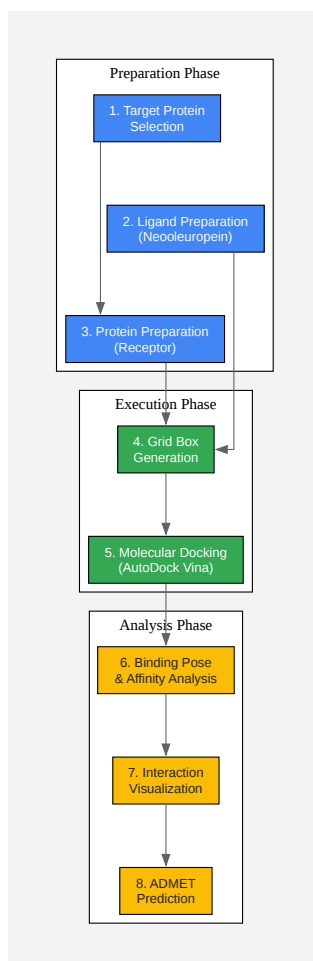 Preparation Phase
1. Target Protein
Selection
2. Ligand Preparation
(Neooleuropein)
3. Protein Preparation
(Receptor)
Execution Phase
4. Grid Box
Generation
5. Molecular Docking
(AutoDock Vina)
Analysis Phase
6. Binding Pose
& Affinity Analysis
7. Interaction
Visualization
8. ADMET
Prediction